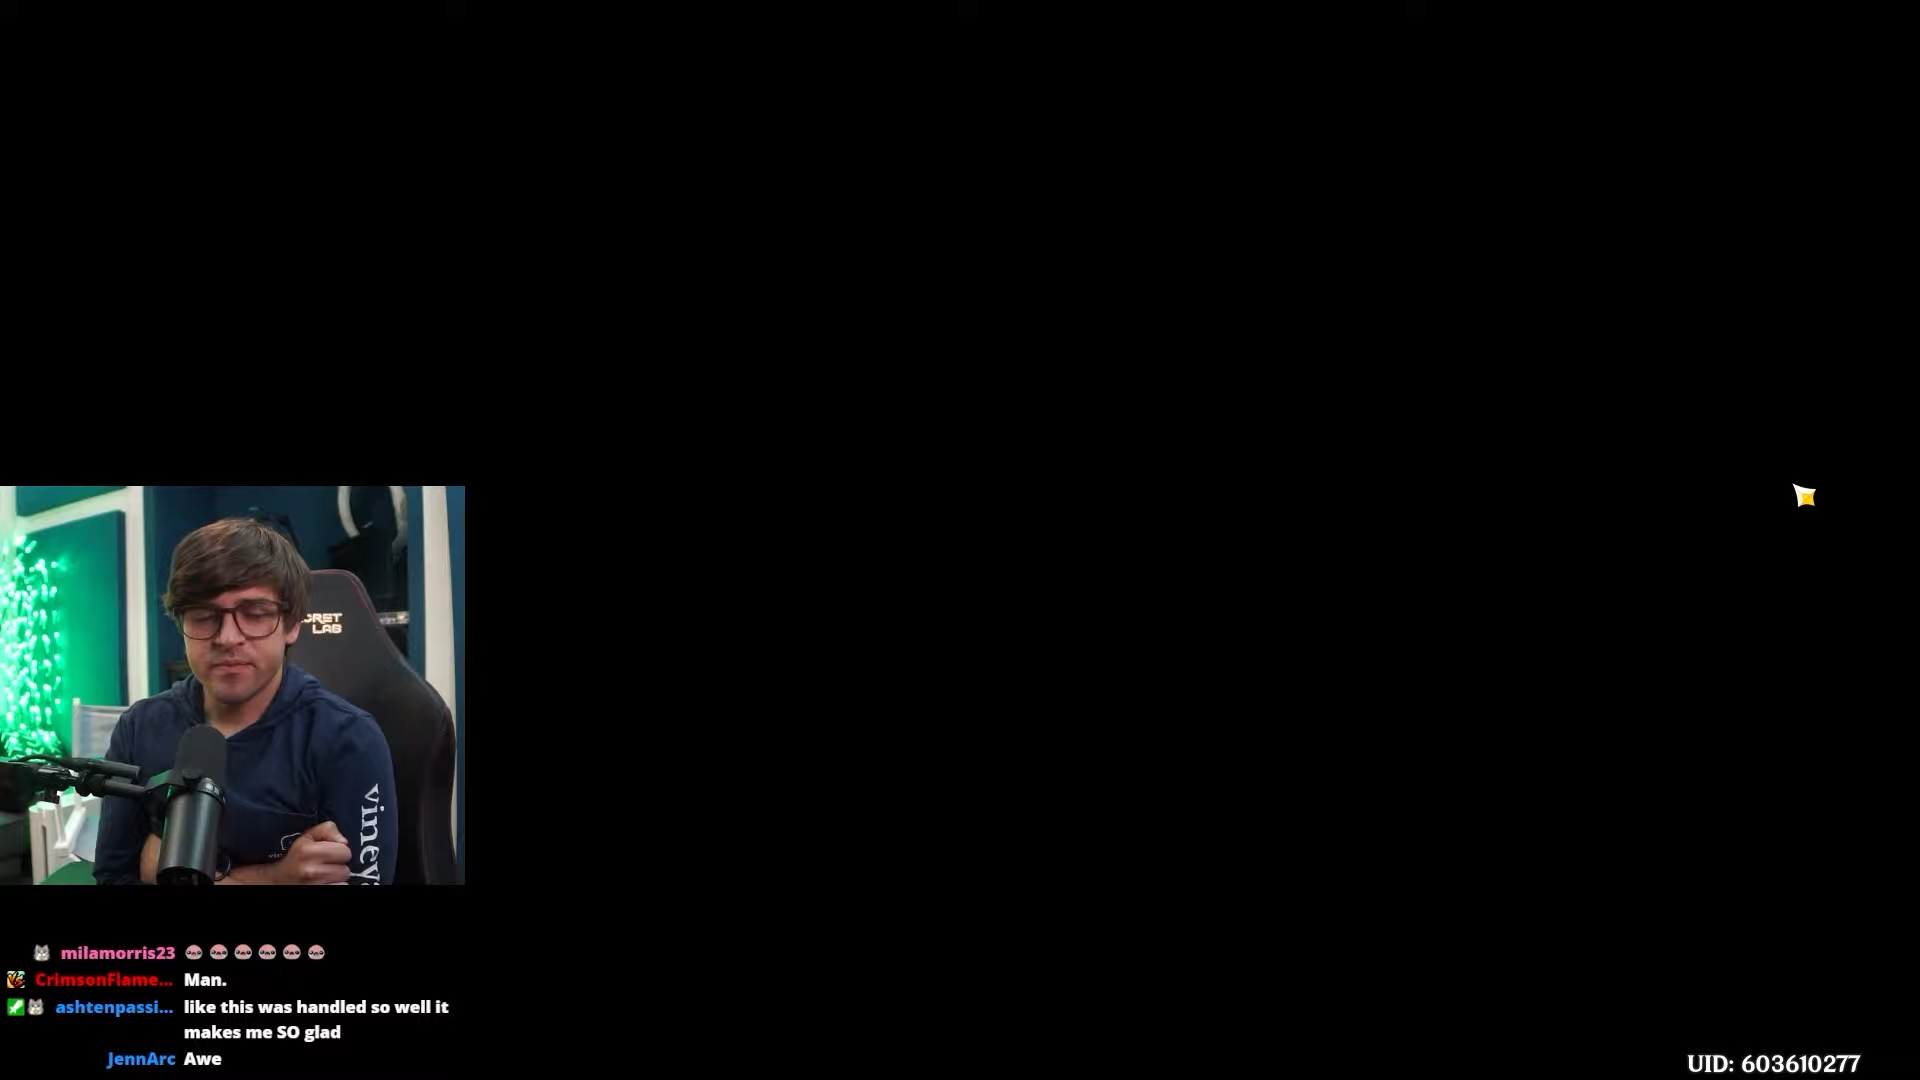 CRET
LAB
vineya
milamorris23
CrimsonFlame... Man.
ashtenpassi... like this was handled so well it
makes me SO glad
JennArc Awe
UID: 603610277